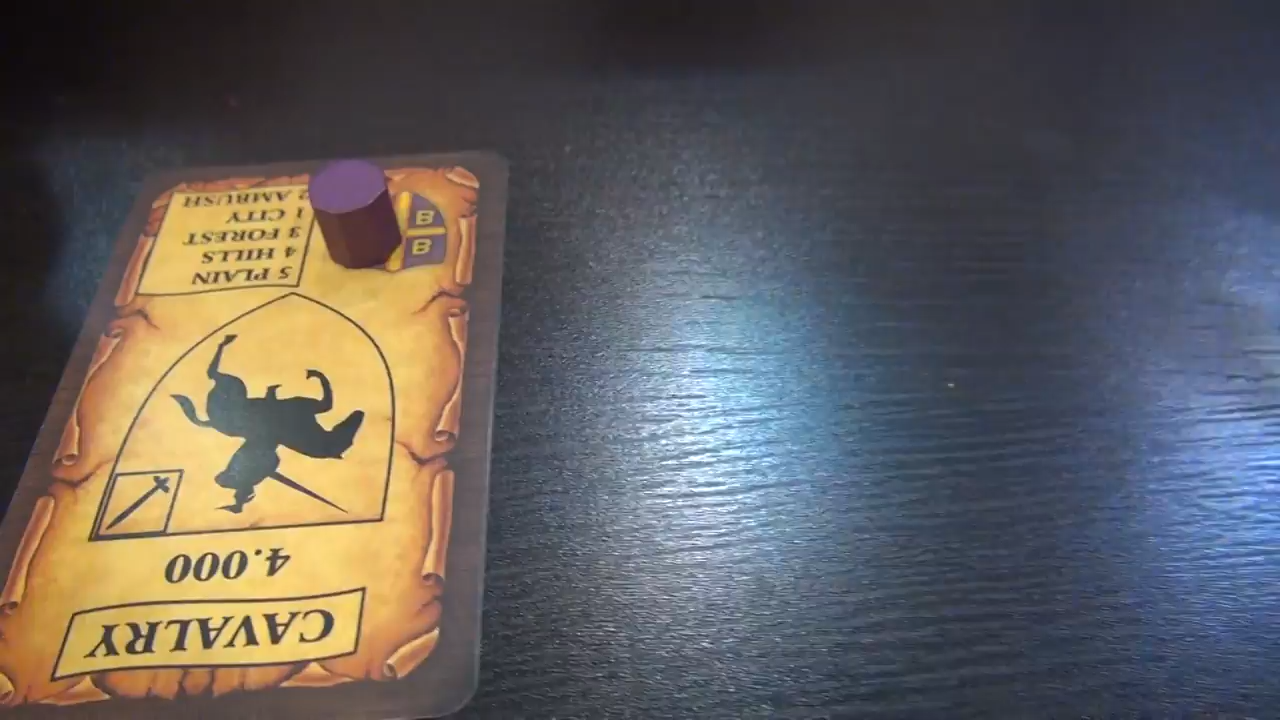 CAVALRY
4.000
5 PLAIN
4 HILLS
3 FOREST
1 CITY
2 AMBUSH
B
B